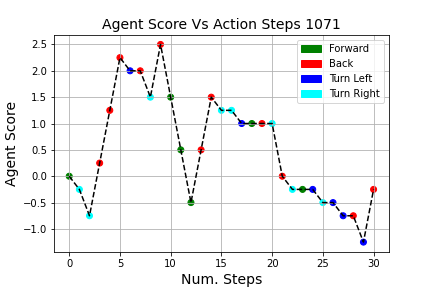 Agent Score Vs Action Steps 1071
Forward
Back
Turn Left
Turn Right
Agent Score
2.5
2.0
1.5
1.0
0.5
0.0
−0.5
−1.0
0 5 10 15 20 25 30
Num. Steps